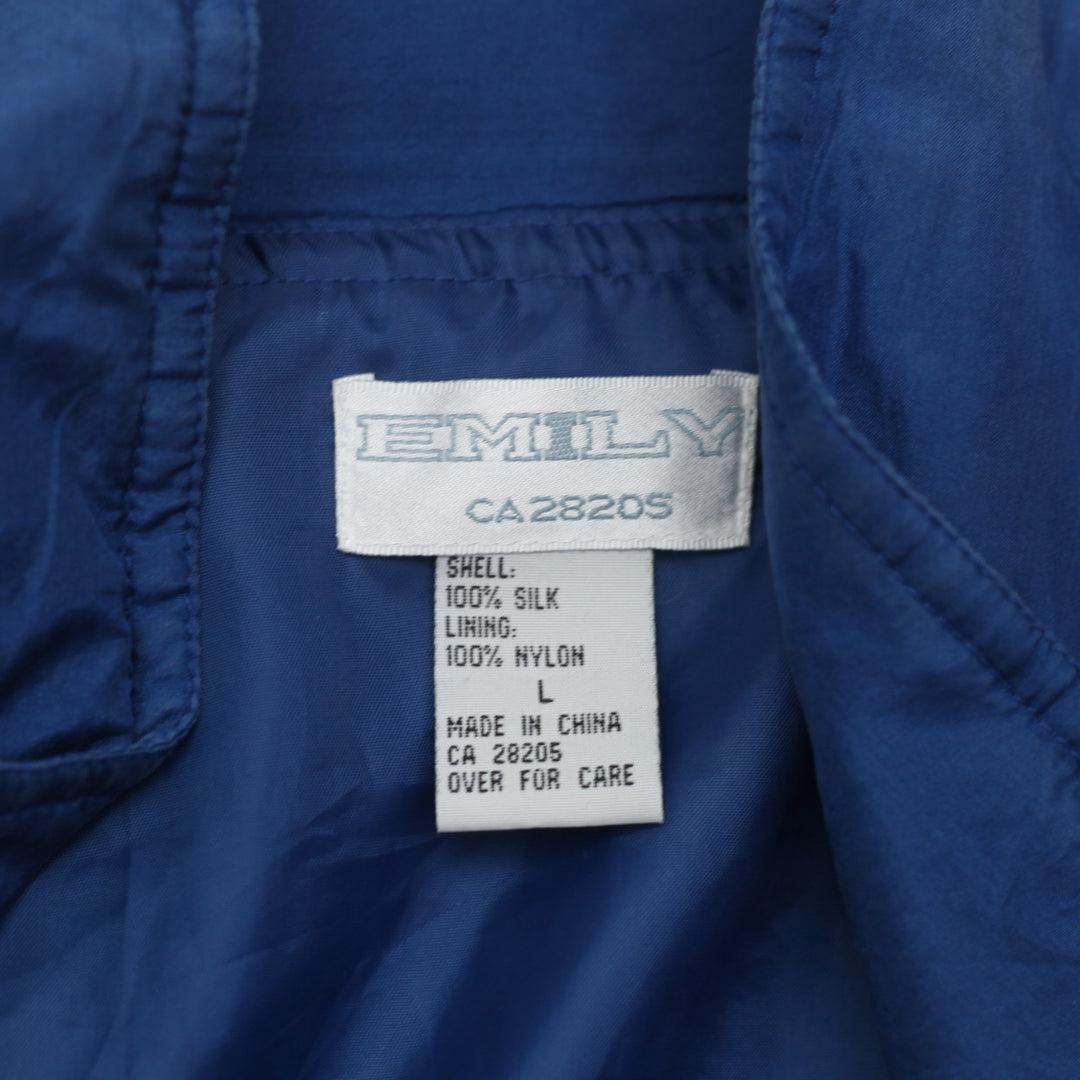 EMILY
CA28205
SHELL:
100% SILK
LINING:
100% NYLON
L
MADE IN CHINA
CA 28205
OVER FOR CARE